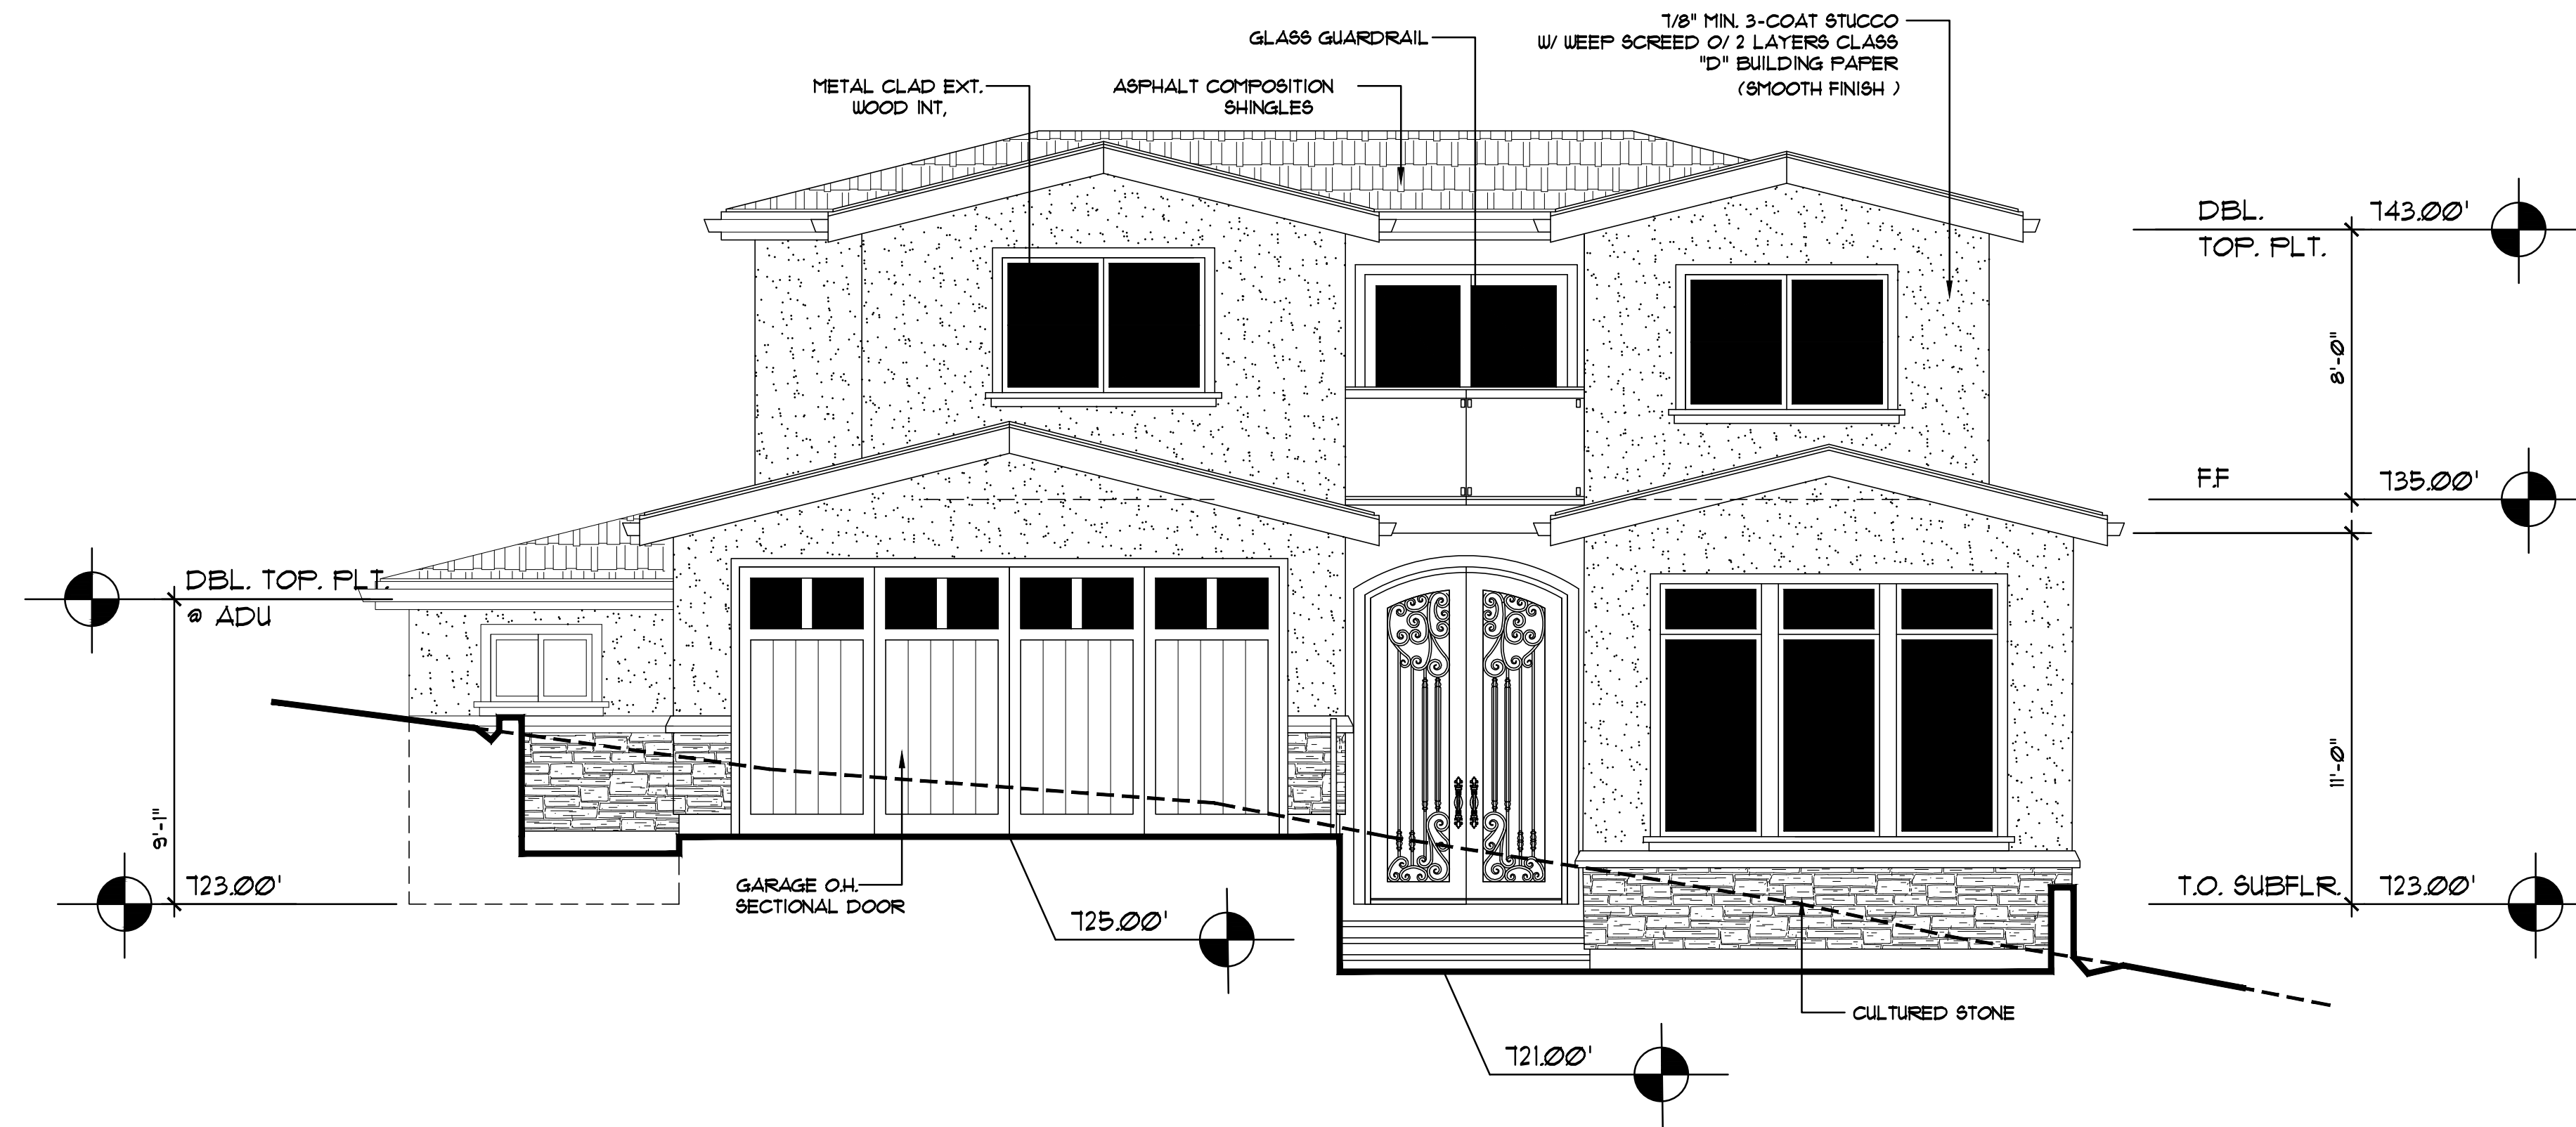 7/8" MIN. 3-COAT STUCCO
W/ WEEP SCREED O/ 2 LAYERS CLASS
"D" BUILDING PAPER
(SMOOTH FINISH )
GLASS GUARDRAIL
METAL CLAD EXT.
WOOD INT,
ASPHALT COMPOSITION
SHINGLES
DBL.
TOP. PLT.
743.00'
8'-0"
F.F
735.00'
DBL. TOP. PLT.
@ ADU
9'-1"
723.00'
11'-0"
T.O. SUBFLR.
723.00'
GARAGE O.H.
SECTIONAL DOOR
725.00'
CULTURED STONE
721.00'